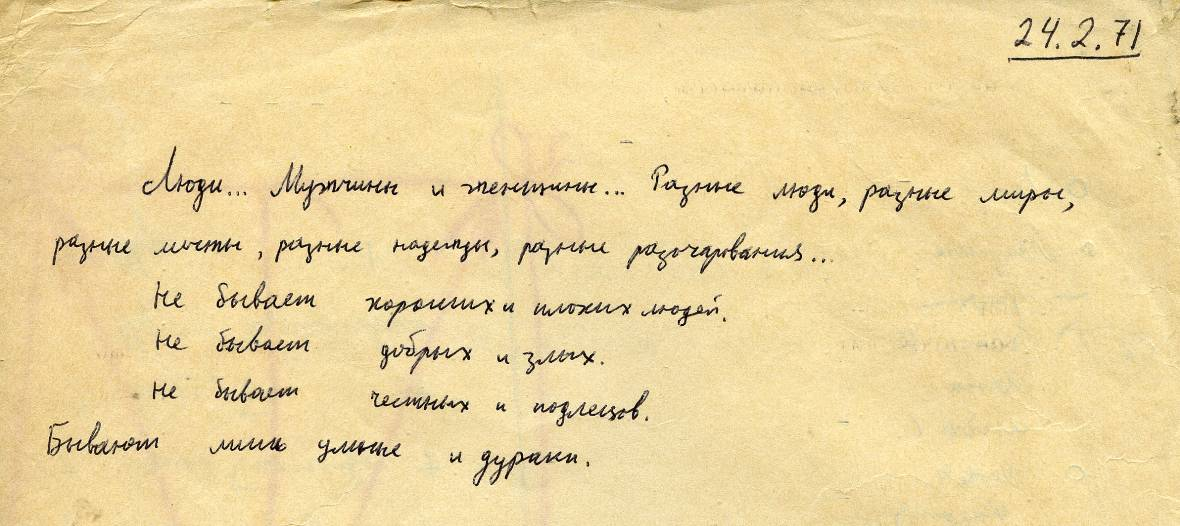 24.2.71
Люди... Мужчины и женщины... Разные люди, разные миры,
разные мечты, разные надежды, разные разочарования...
Не бывает хороших и плохих людей.
Не бывает добрых и злых.
Не бывает честных и подлецов.
Бывают лишь умные и дураки.